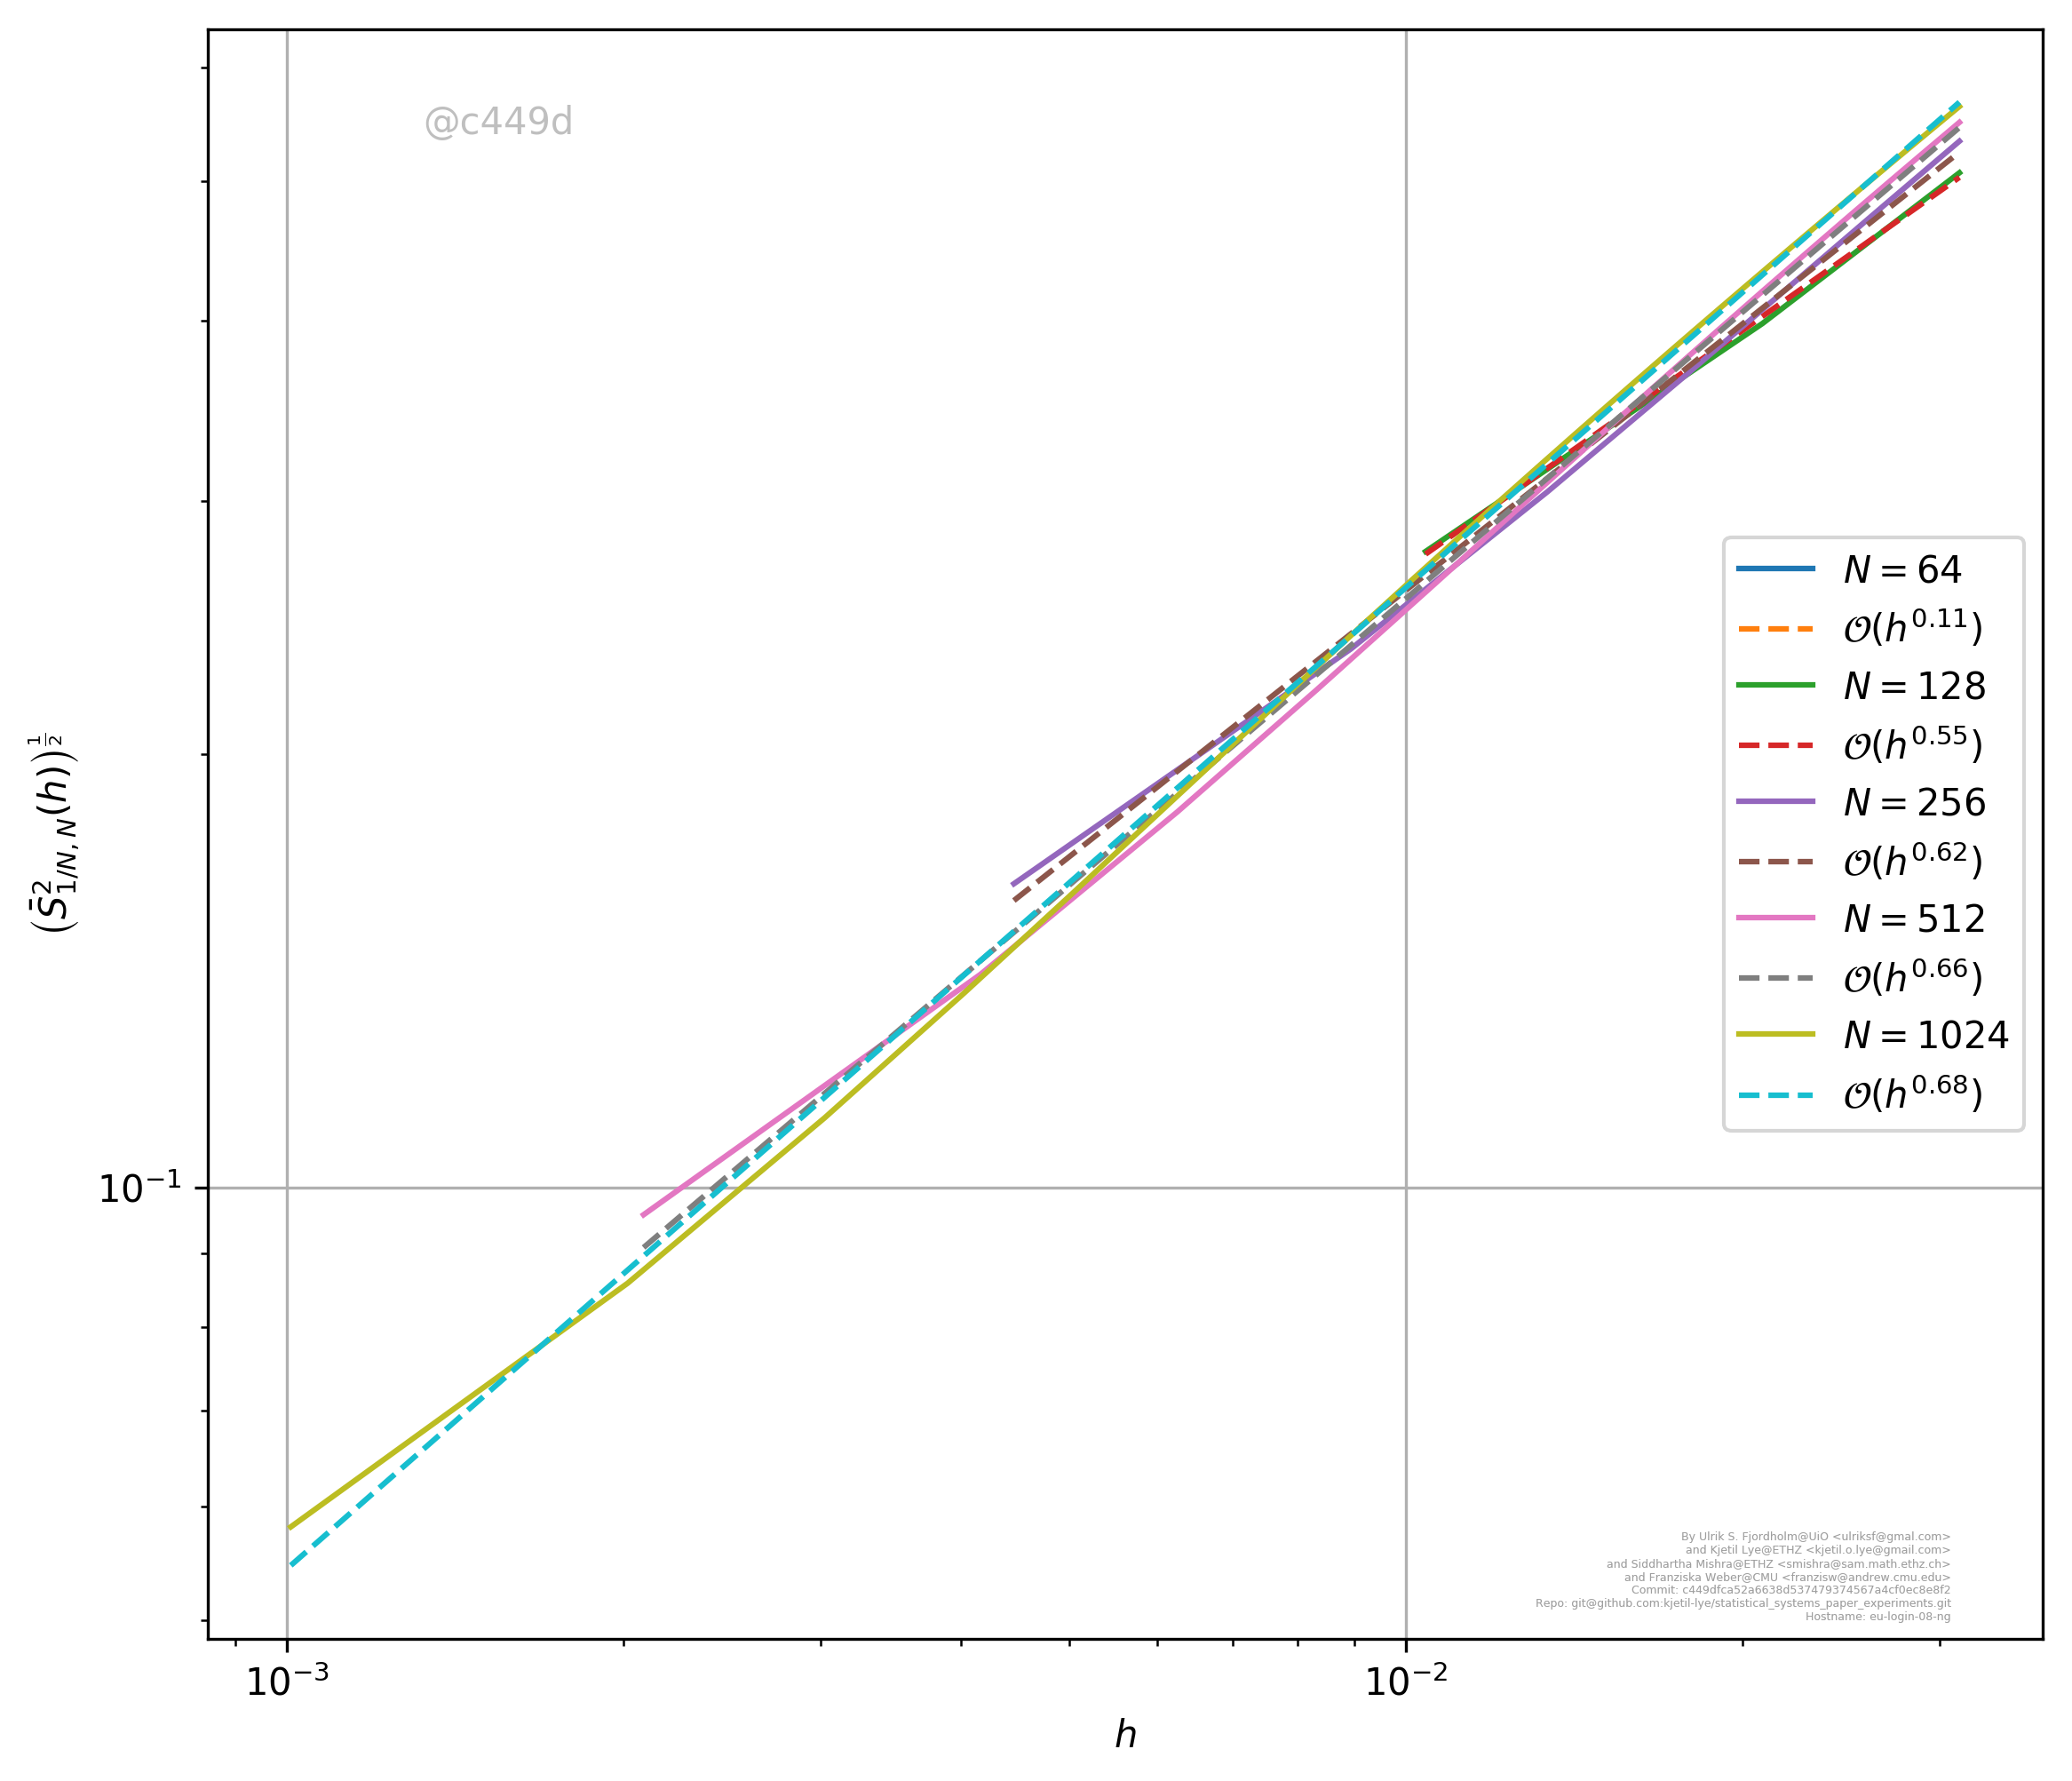 @c449d
(S̄²_{1/N, N}(h))^{1/2}
N = 64
𝒪(h^{0.11})
N = 128
𝒪(h^{0.55})
N = 256
𝒪(h^{0.62})
N = 512
𝒪(h^{0.66})
N = 1024
𝒪(h^{0.68})
10^{-1}
By Ulrik S. Fjordholm@UiO <ulriksf@gmal.com>
and Kjetil Lye@ETHZ <kjetil.o.lye@gmail.com>
and Siddhartha Mishra@ETHZ <smishra@sam.math.ethz.ch>
and Franziska Weber@CMU <franzisw@andrew.cmu.edu>
Commit: c449dfca52a6638d537479374567a4cf0ec8e8f2
Repo: git@github.com:kjetil-lye/statistical_systems_paper_experiments.git
Hostname: eu-login-08-ng
10^{-3}
10^{-2}
h